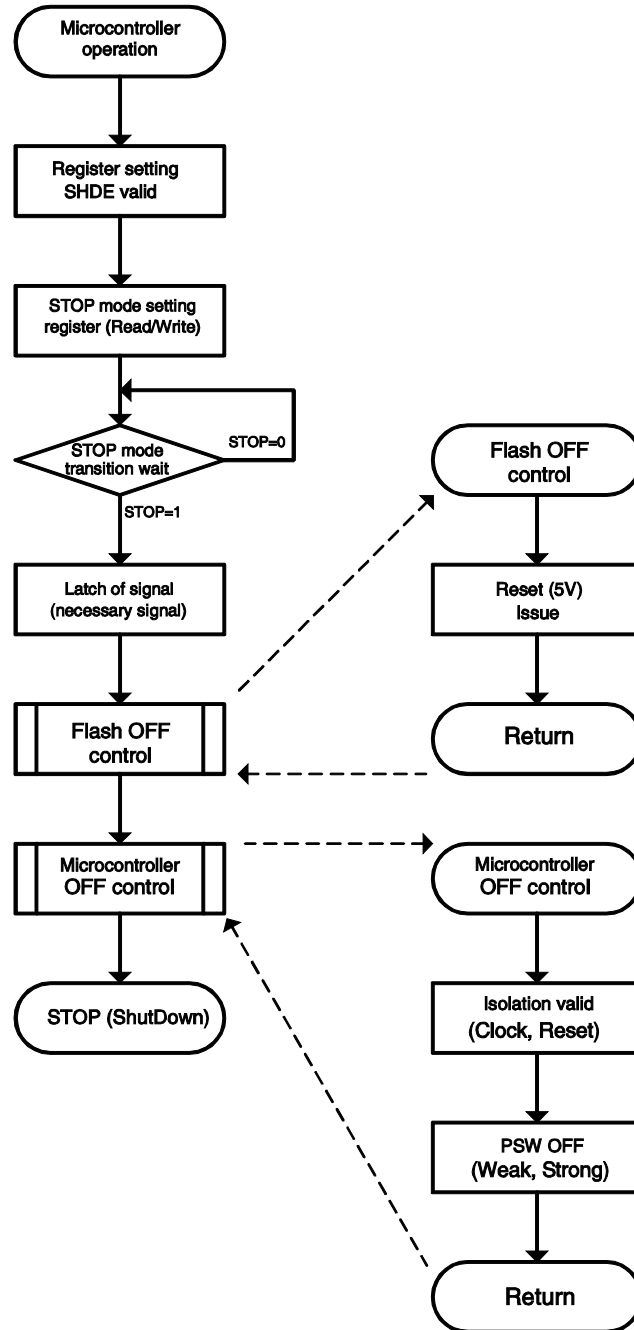 Microcontroller
operation
Register setting
SHDE valid
STOP mode setting
register (Read/Write)
STOP mode
transition wait
STOP=0
STOP=1
Latch of signal
(necessary signal)
Flash OFF
control
Microcontroller
OFF control
STOP (ShutDown)
Flash OFF
control
Reset (5V)
Issue
Return
Microcontroller
OFF control
Isolation valid
(Clock, Reset)
PSW OFF
(Weak, Strong)
Return